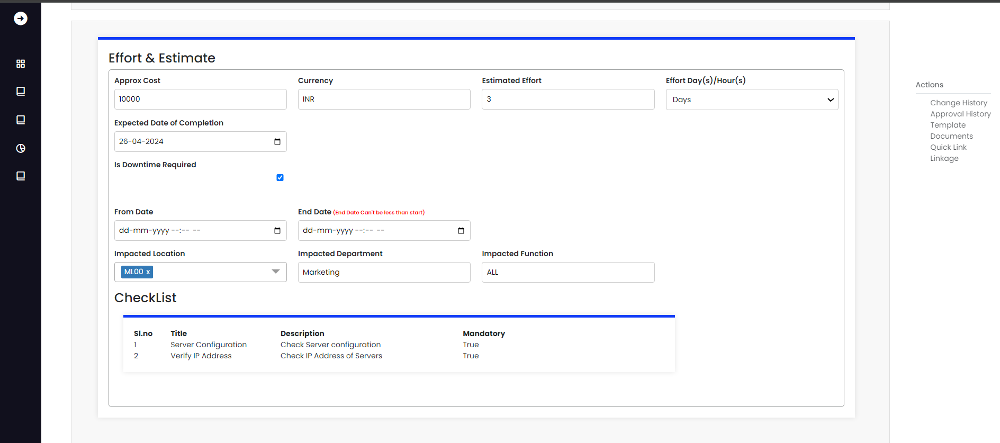 Effort & Estimate
Approx Cost Currency Estimated Effort Effort Day(s)/Hour(s)
10000 INR 3 Days
Expected Date of Completion
26-04-2024
Is Downtime Required
From Date End Date (End Date Can't be less than start)
dd-mm-yyyy --:-- -- dd-mm-yyyy --:-- --
Impacted Location Impacted Department Impacted Function
ML00 x Marketing ALL
CheckList
Sl.no Title Description Mandatory
1 Server Configuration Check Server configuration True
2 Verify IP Address Check IP Address of Servers True
Actions
Change History
Approval History
Template
Documents
Quick Link
Linkage